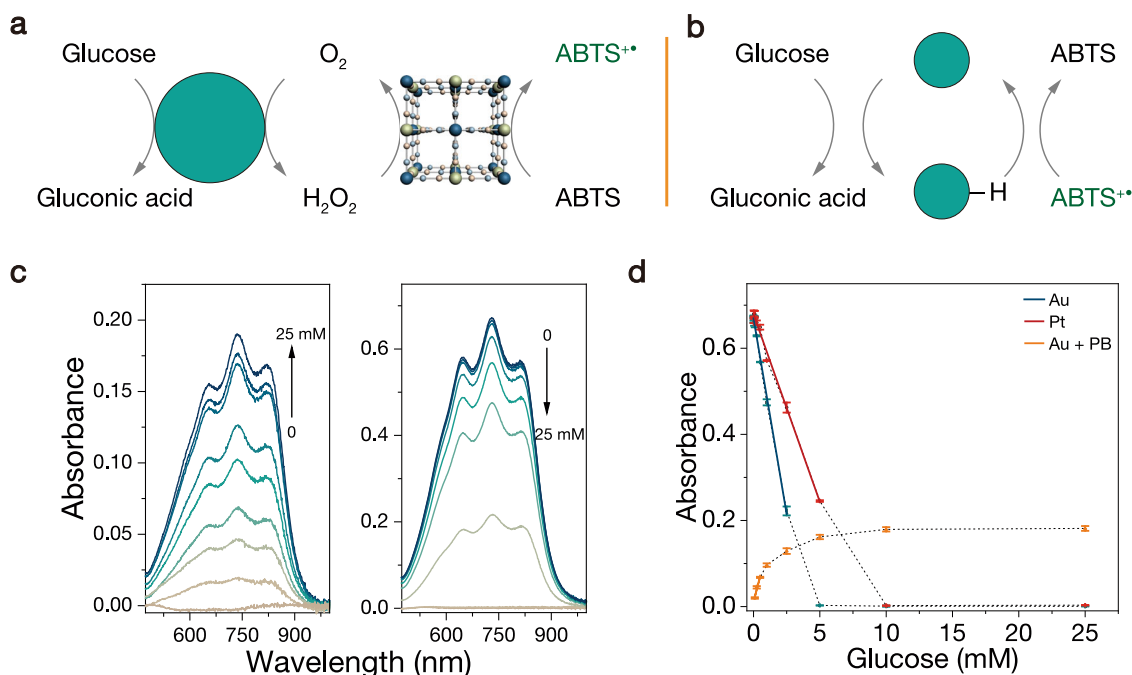 a
Glucose
O2
ABTS+•
Gluconic acid
H2O2
ABTS
b
Glucose
ABTS
Gluconic acid
H
ABTS+•
c
Absorbance
0.20
0.15
0.10
0.05
0.00
25 mM
0
600
750
900
0.6
0.4
0.2
0.0
0
25 mM
600
750
900
Wavelength (nm)
d
Absorbance
0.6
0.4
0.2
0.0
Au
Pt
Au + PB
0
5
10
15
20
25
Glucose (mM)